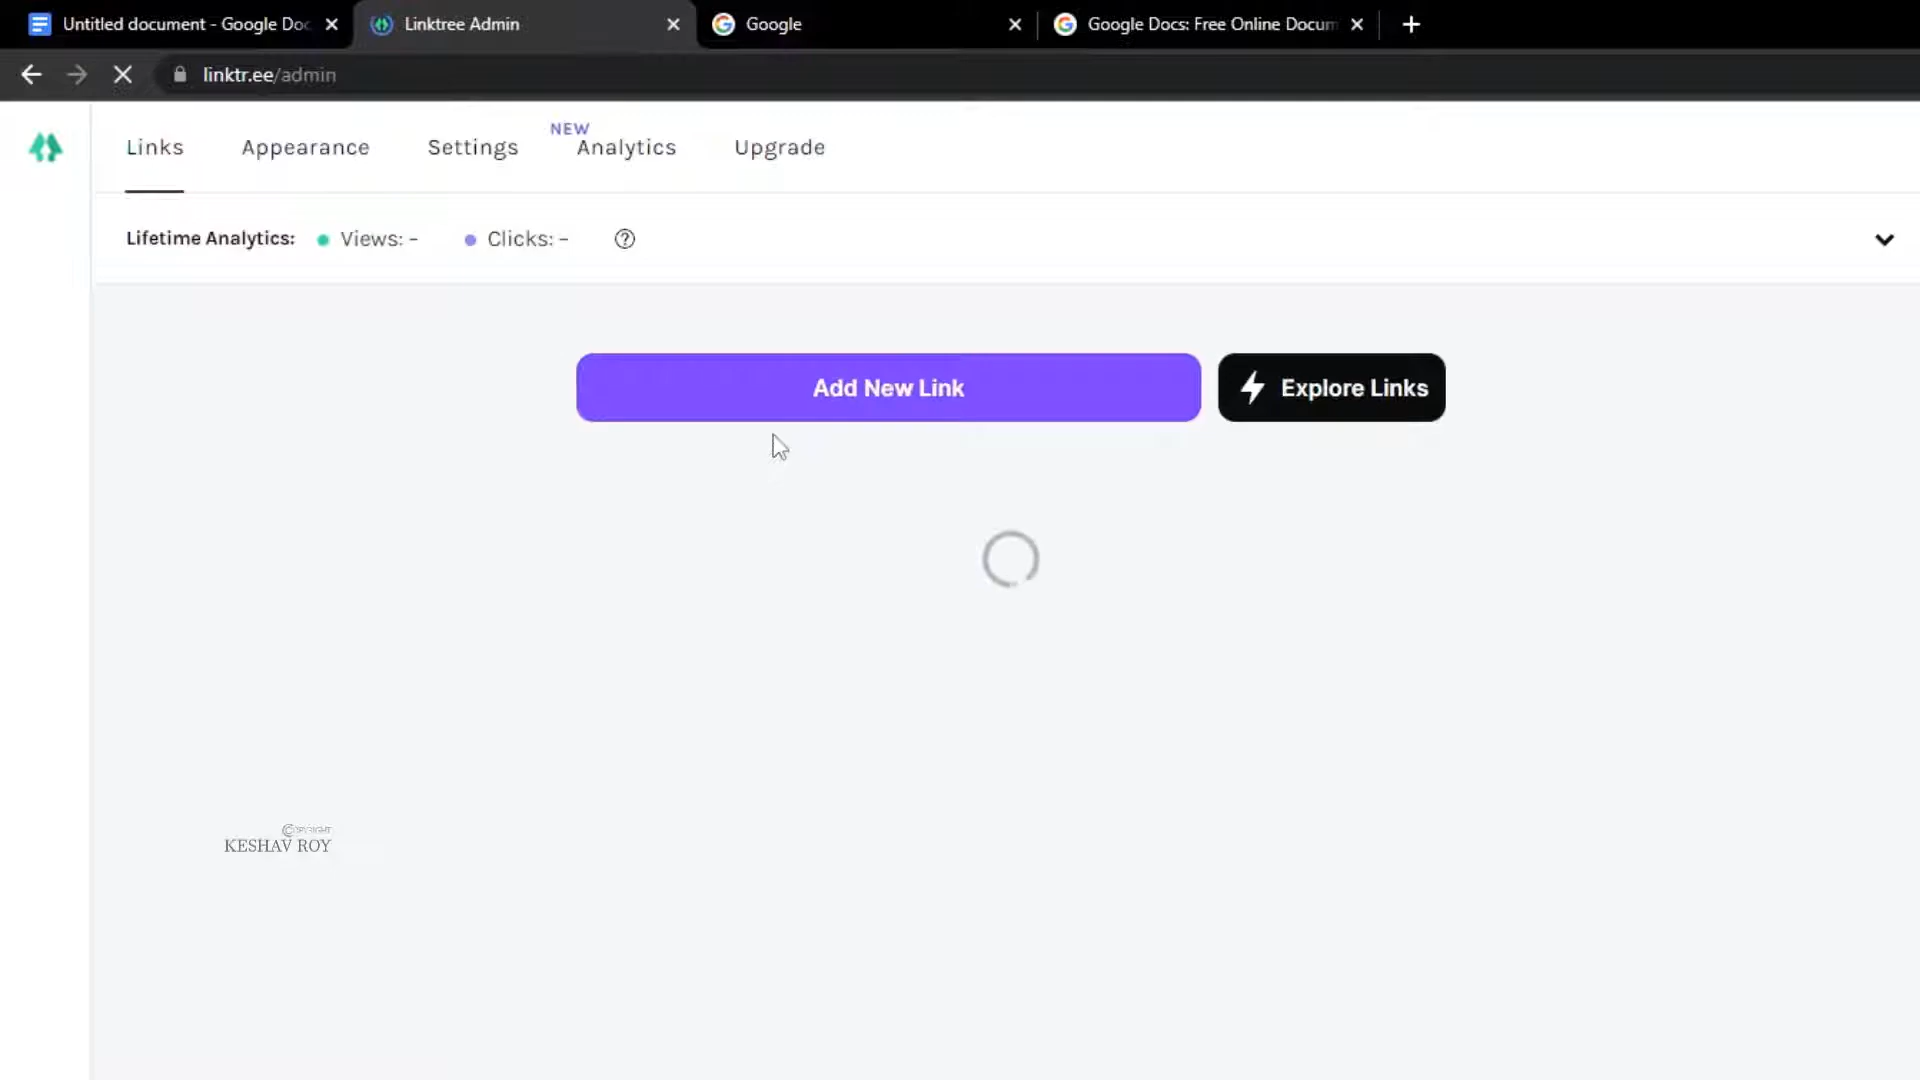 Untitled document - Google Doc
Linktree Admin
Google
Google Docs: Free Online Docum
linktr.ee/admin
Links
Appearance
Settings
NEW
Analytics
Upgrade
Lifetime Analytics:
Views: –
Clicks: –
?
Add New Link
Explore Links
© COPYRIGHT
KESHAV ROY